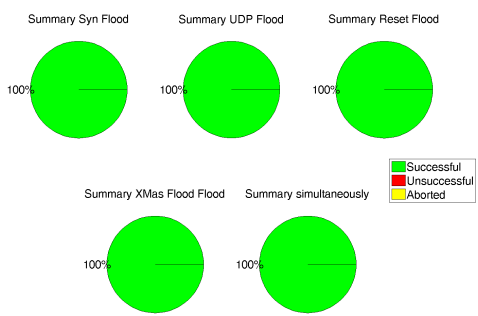 Summary Syn Flood
Summary UDP Flood
Summary Reset Flood
100%
100%
100%
Successful
Unsuccessful
Aborted
Summary XMas Flood Flood
Summary simultaneously
100%
100%